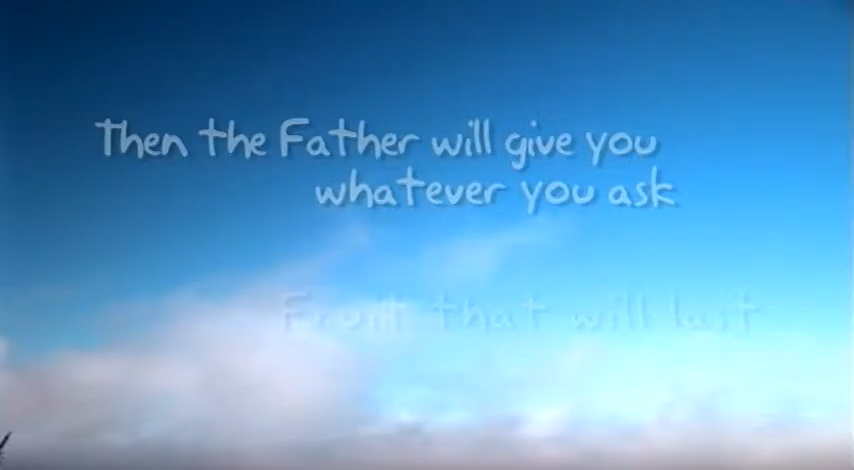 Then the Father will give you
whatever you ask
Fruit that will last